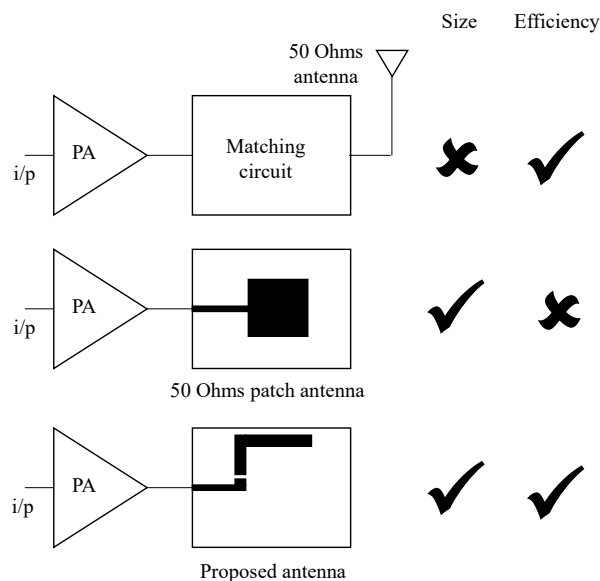 Size Efficiency
50 Ohms
antenna
PA
Matching
circuit
i/p
PA
i/p
50 Ohms patch antenna
PA
i/p
Proposed antenna